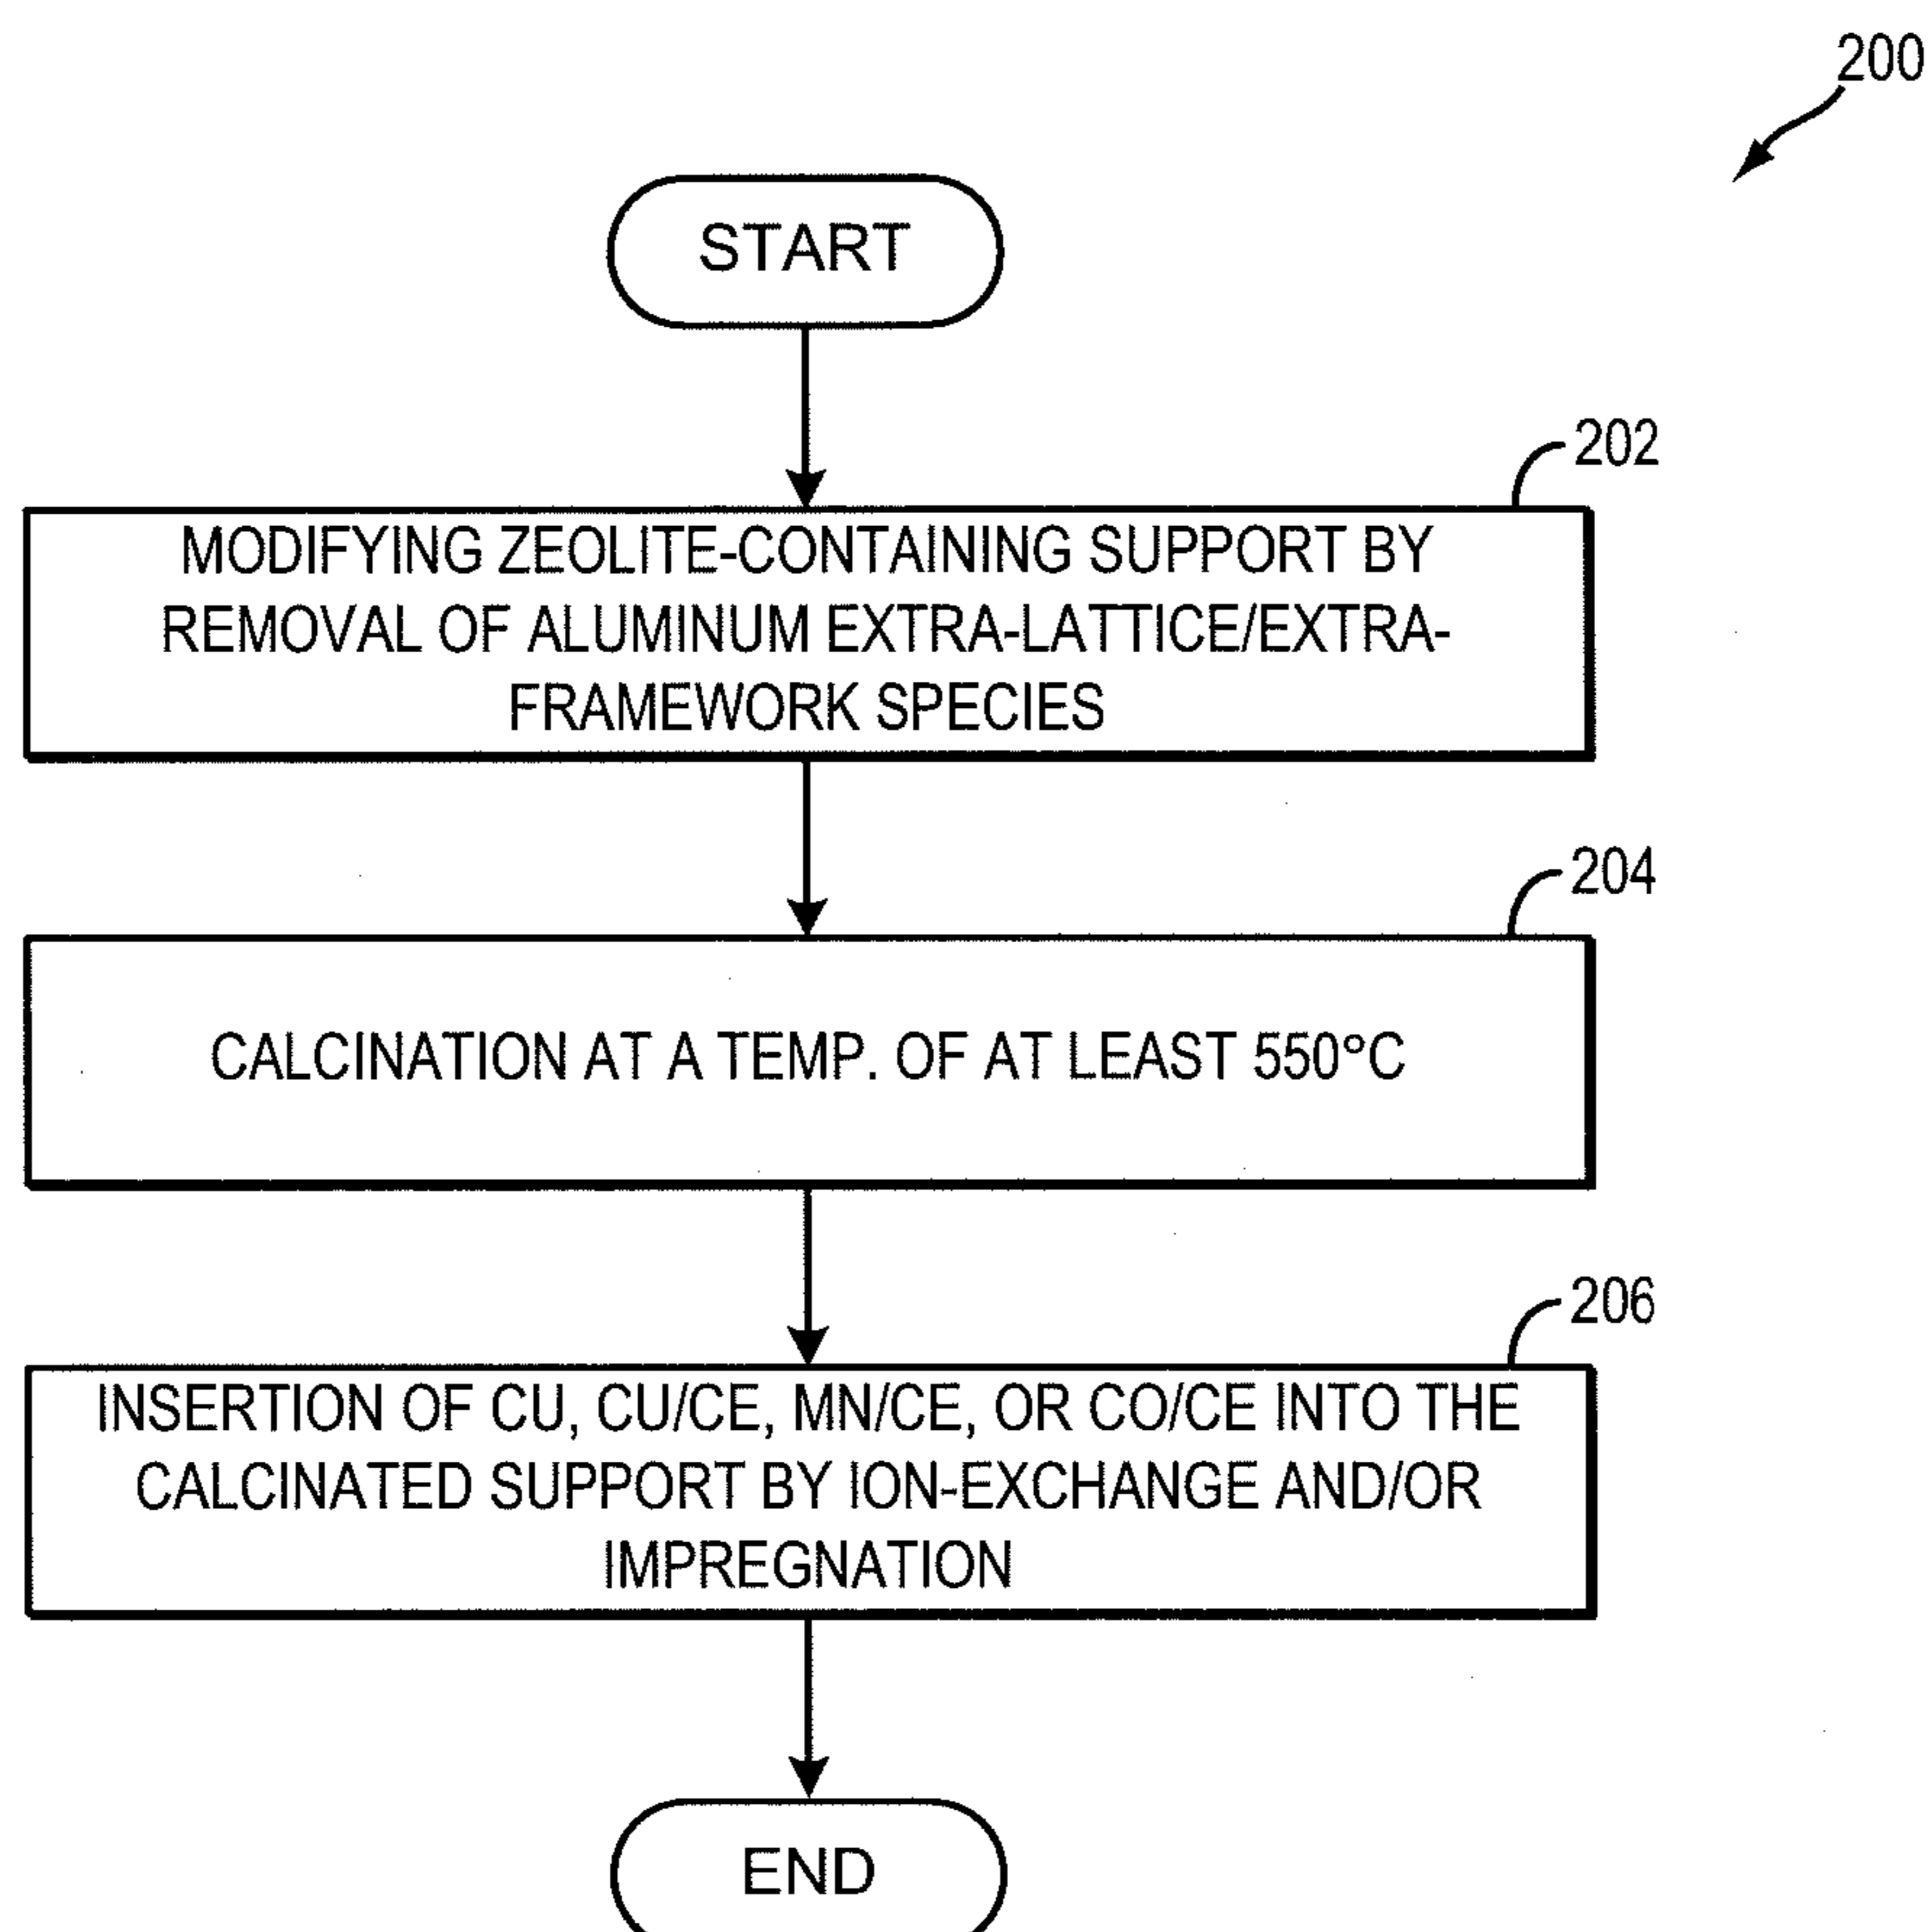 200
START
202
MODIFYING ZEOLITE-CONTAINING SUPPORT BY
REMOVAL OF ALUMINUM EXTRA-LATTICE/EXTRA-
FRAMEWORK SPECIES
204
CALCINATION AT A TEMP. OF AT LEAST 550°C
206
INSERTION OF CU, CU/CE, MN/CE, OR CO/CE INTO THE
CALCINATED SUPPORT BY ION-EXCHANGE AND/OR
IMPREGNATION
END